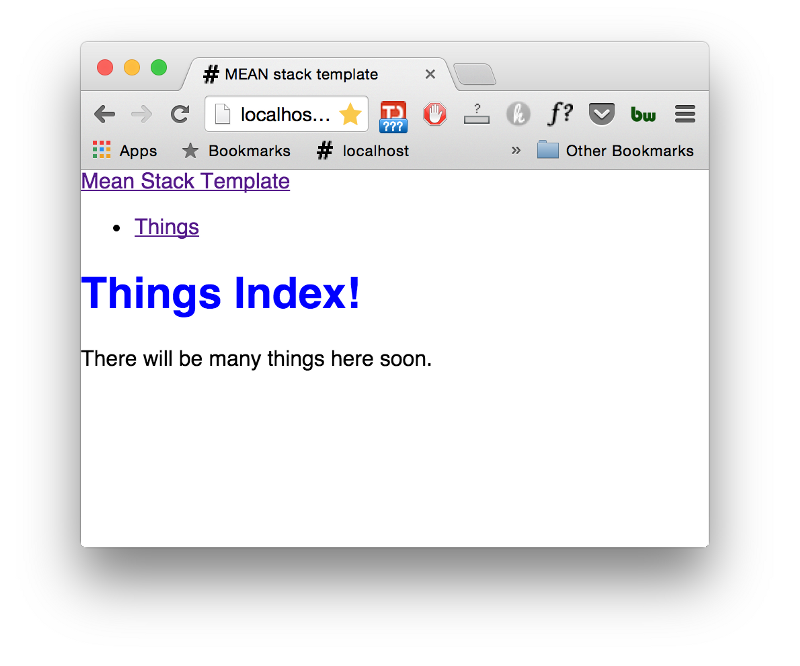 # MEAN stack template
localhos...
???
?
h
f?
bw
Apps
Bookmarks
# localhost
»
Other Bookmarks
Mean Stack Template
• Things
Things Index!
There will be many things here soon.